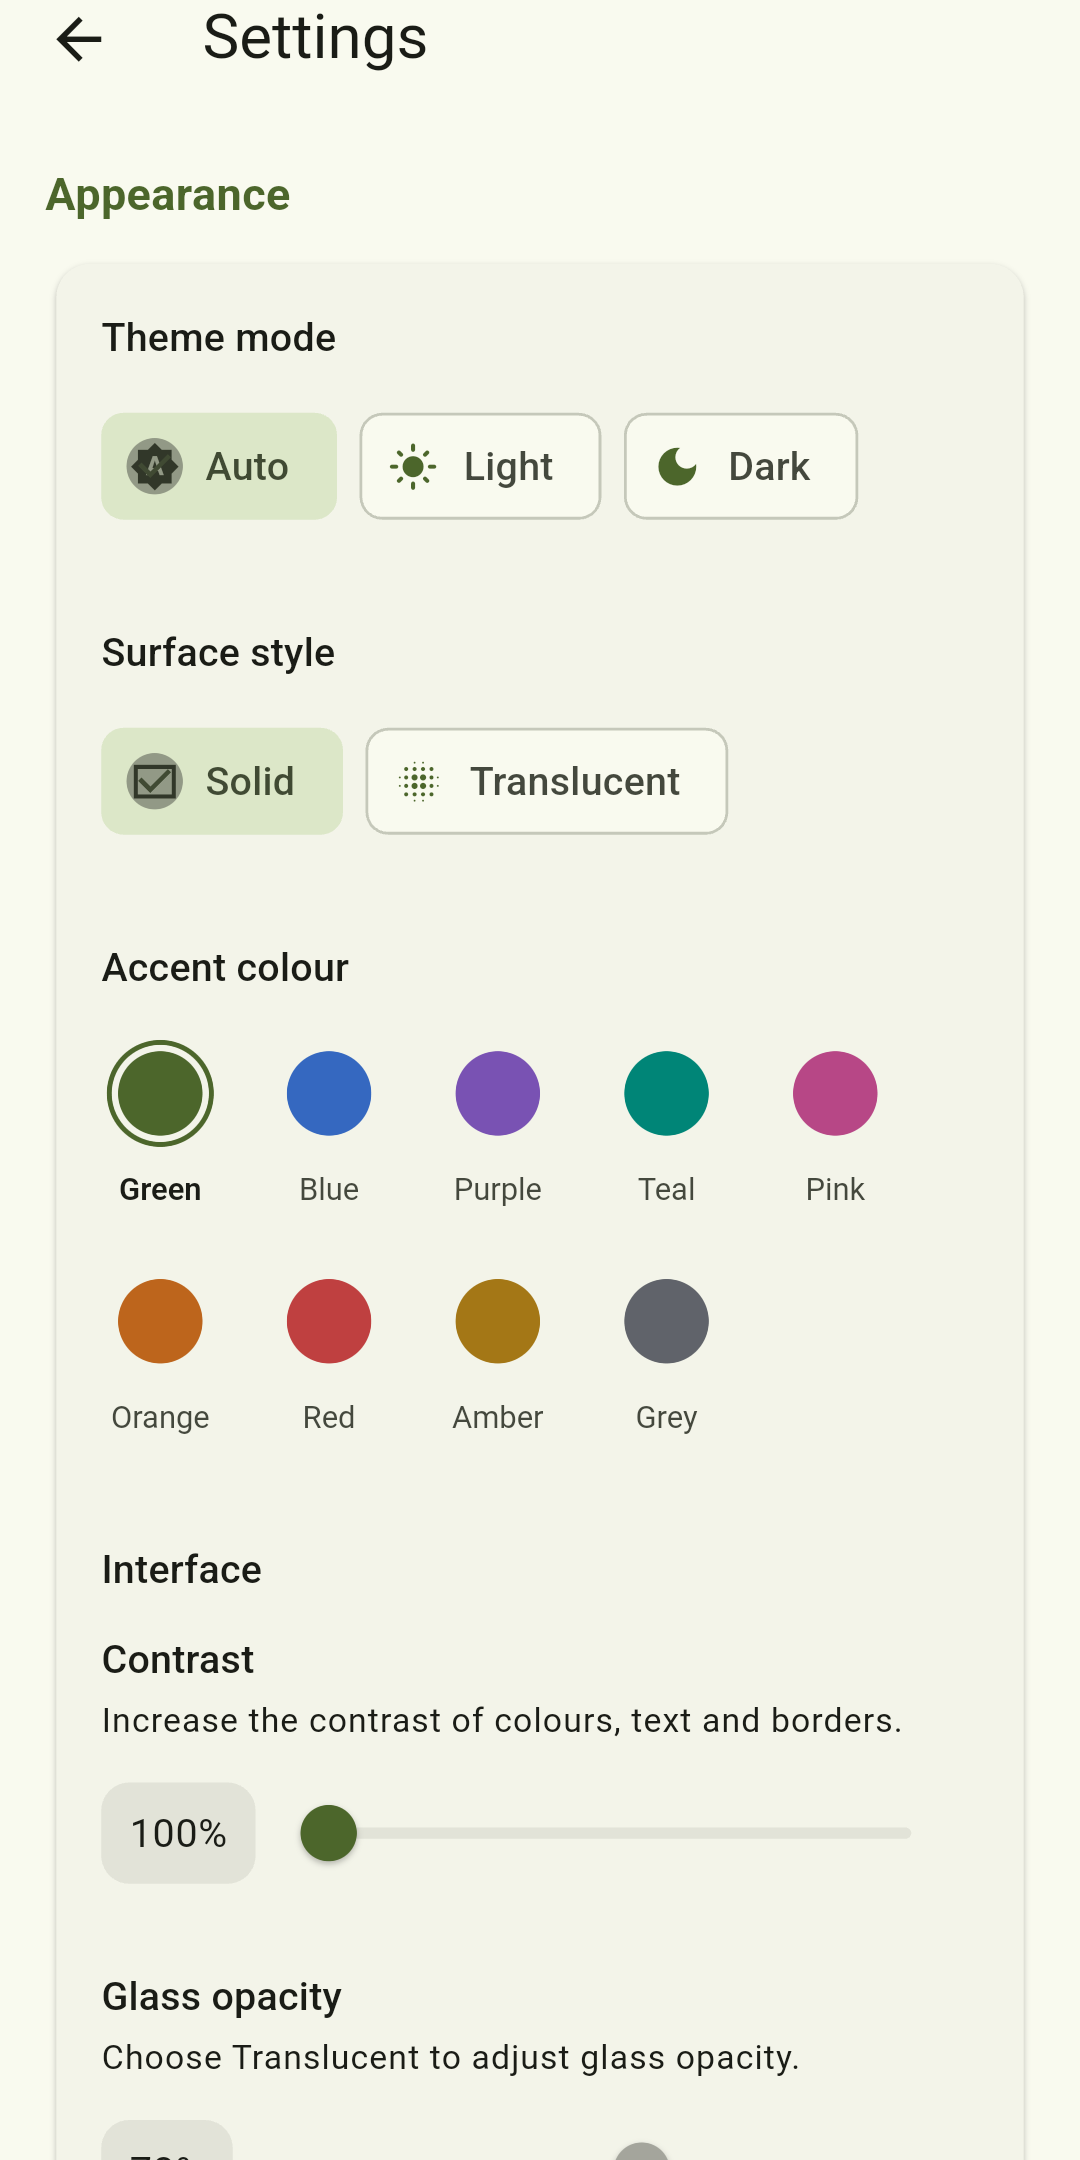 Settings
Appearance
Theme mode
Auto Light Dark
Surface style
Solid Translucent
Accent colour
Green Blue Purple Teal Pink
Orange Red Amber Grey
Interface
Contrast
Increase the contrast of colours, text and borders.
100%
Glass opacity
Choose Translucent to adjust glass opacity.